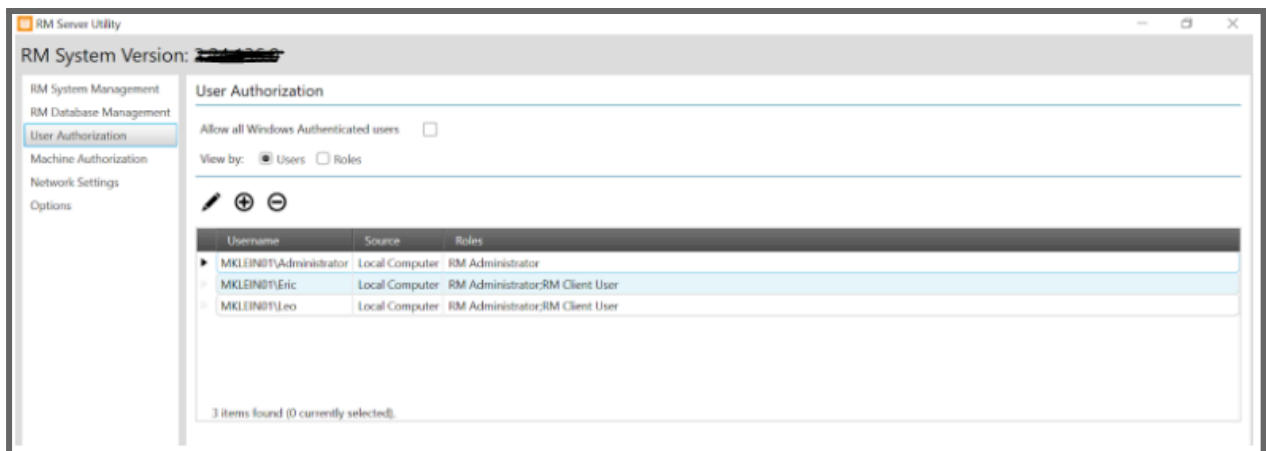 RM Server Utility
RM System Version:
RM System Management
RM Database Management
User Authorization
Machine Authorization
Network Settings
Options
User Authorization
Allow all Windows Authenticated users
View by: Users Roles
Username Source Roles
MKLEIN01\Administrator Local Computer RM Administrator
MKLEIN01\Eric Local Computer RM Administrator;RM Client User
MKLEIN01\Leo Local Computer RM Administrator;RM Client User
3 items found (0 currently selected).